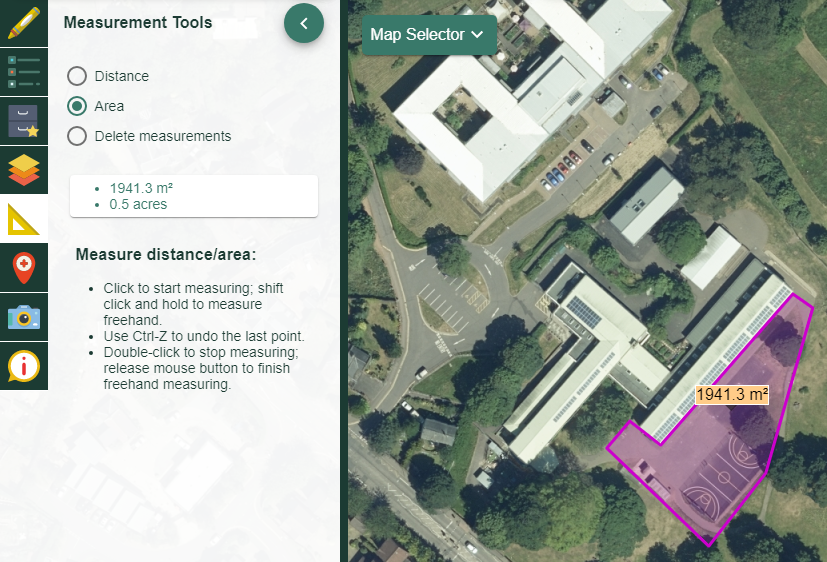 Measurement Tools
Map Selector
Distance
Area
Delete measurements
1941.3 m²
0.5 acres
Measure distance/area:
Click to start measuring; shift
click and hold to measure
freehand.
Use Ctrl-Z to undo the last point.
Double-click to stop measuring;
release mouse button to finish
freehand measuring.
1941.3 m²